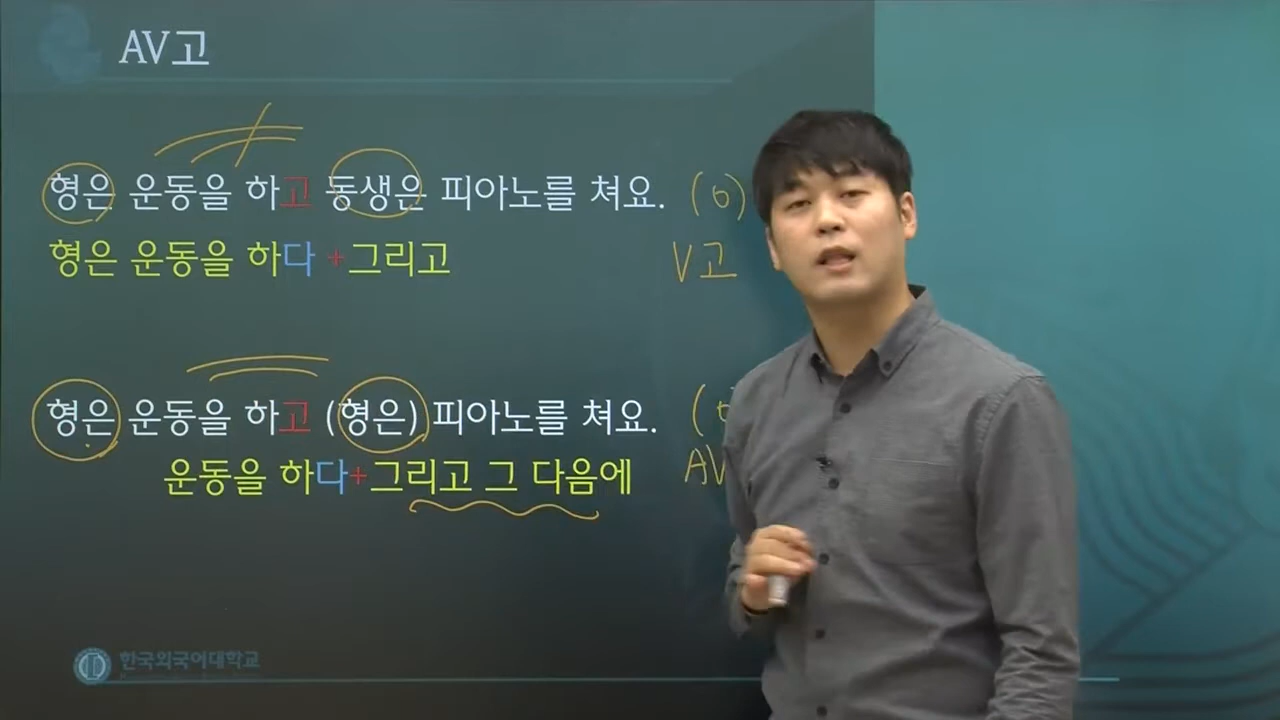 AV고
형은 운동을 하고 동생은 피아노를 쳐요. (ㅇ)
형은 운동을 하다 +그리고 V고
형은 운동을 하고 (형은) 피아노를 쳐요. (
운동을 하다+그리고 그 다음에 AV
한국외국어대학교